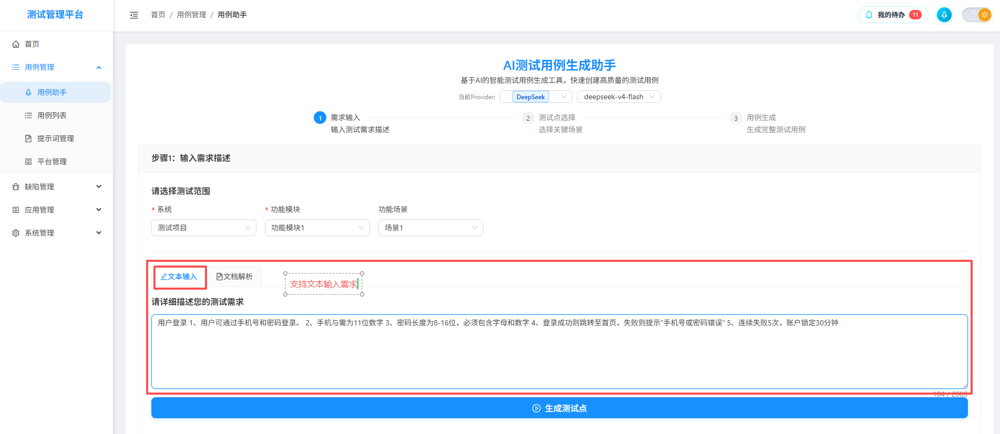 测试管理平台
首页 / 用例管理 / 用例助手
我的待办 11
首页
用例管理
用例助手
用例列表
提示词管理
平台管理
缺陷管理
应用管理
系统管理
AI测试用例生成助手
基于AI的智能测试用例生成工具，快速创建高质量的测试用例
当前Provider: DeepSeek deepseek-v4-flash
1 需求输入
输入测试需求描述
2 测试点选择
选择关键场景
3 用例生成
生成完整测试用例
步骤1：输入需求描述
请选择测试范围
* 系统 * 功能模块 功能场景
测试项目 功能模块1 场景1
文本输入 文档解析
支持文本输入需求
请详细描述您的测试需求
用户登录 1、用户可通过手机号和密码登录。 2、手机与需为11位数字 3、密码长度为8-16位，必须包含字母和数字 4、登录成功则跳转至首页，失败则提示“手机号或密码错误” 5、连续失败5次，账户锁定30分钟
104 / 2000
生成测试点